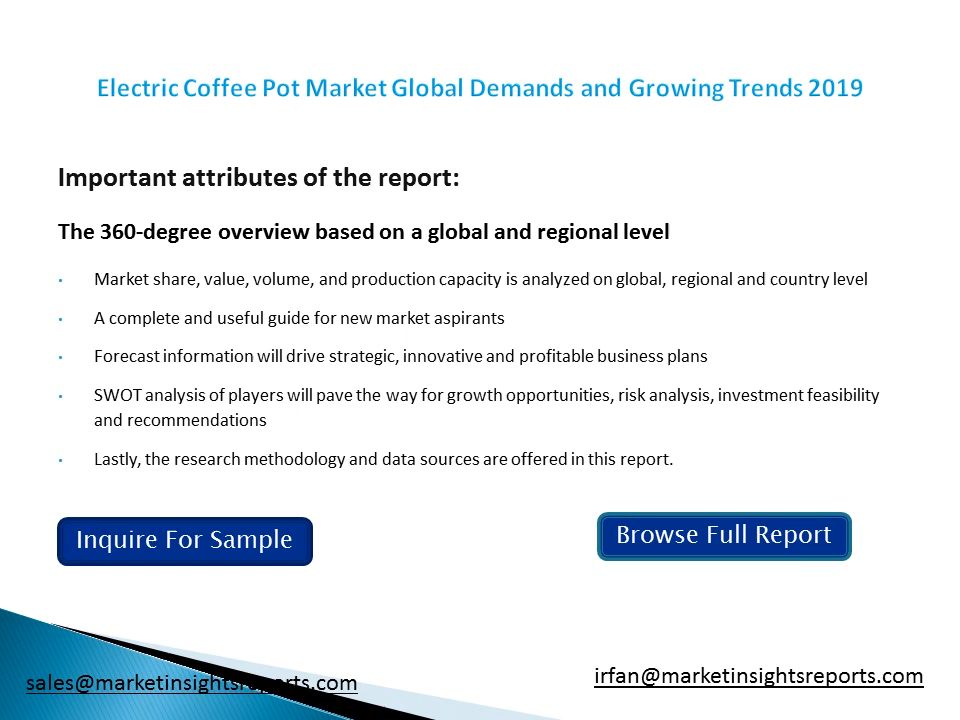 Electric Coffee Pot Market Global Demands and Growing Trends 2019
Important attributes of the report:
The 360-degree overview based on a global and regional level
• Market share, value, volume, and production capacity is analyzed on global, regional and country level
• A complete and useful guide for new market aspirants
• Forecast information will drive strategic, innovative and profitable business plans
• SWOT analysis of players will pave the way for growth opportunities, risk analysis, investment feasibility
and recommendations
• Lastly, the research methodology and data sources are offered in this report.
Inquire For Sample
Browse Full Report
sales@marketinsightsreports.com
irfan@marketinsightsreports.com